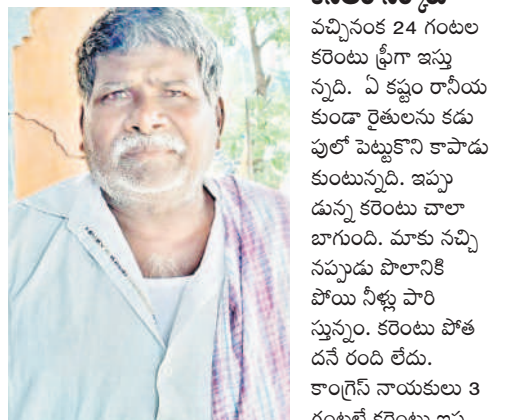 వచ్చినంక 24 గంటల
కరెంటు ఫ్రీగా ఇస్తు
న్నది. ఏ కష్టం రానీయ
కుండా రైతులను కడు
పులో పెట్టుకొని కాపాడు
కుంటున్నది. ఇప్పు
డున్న కరెంటు చాలా
బాగుంది. మాకు నచ్చి
నప్పుడు పొలానికి
పోయి నీళ్లు పారి
స్తున్నం. కరెంటు పోత
దనే రంది లేదు.
కాంగ్రెస్ నాయకులు 3